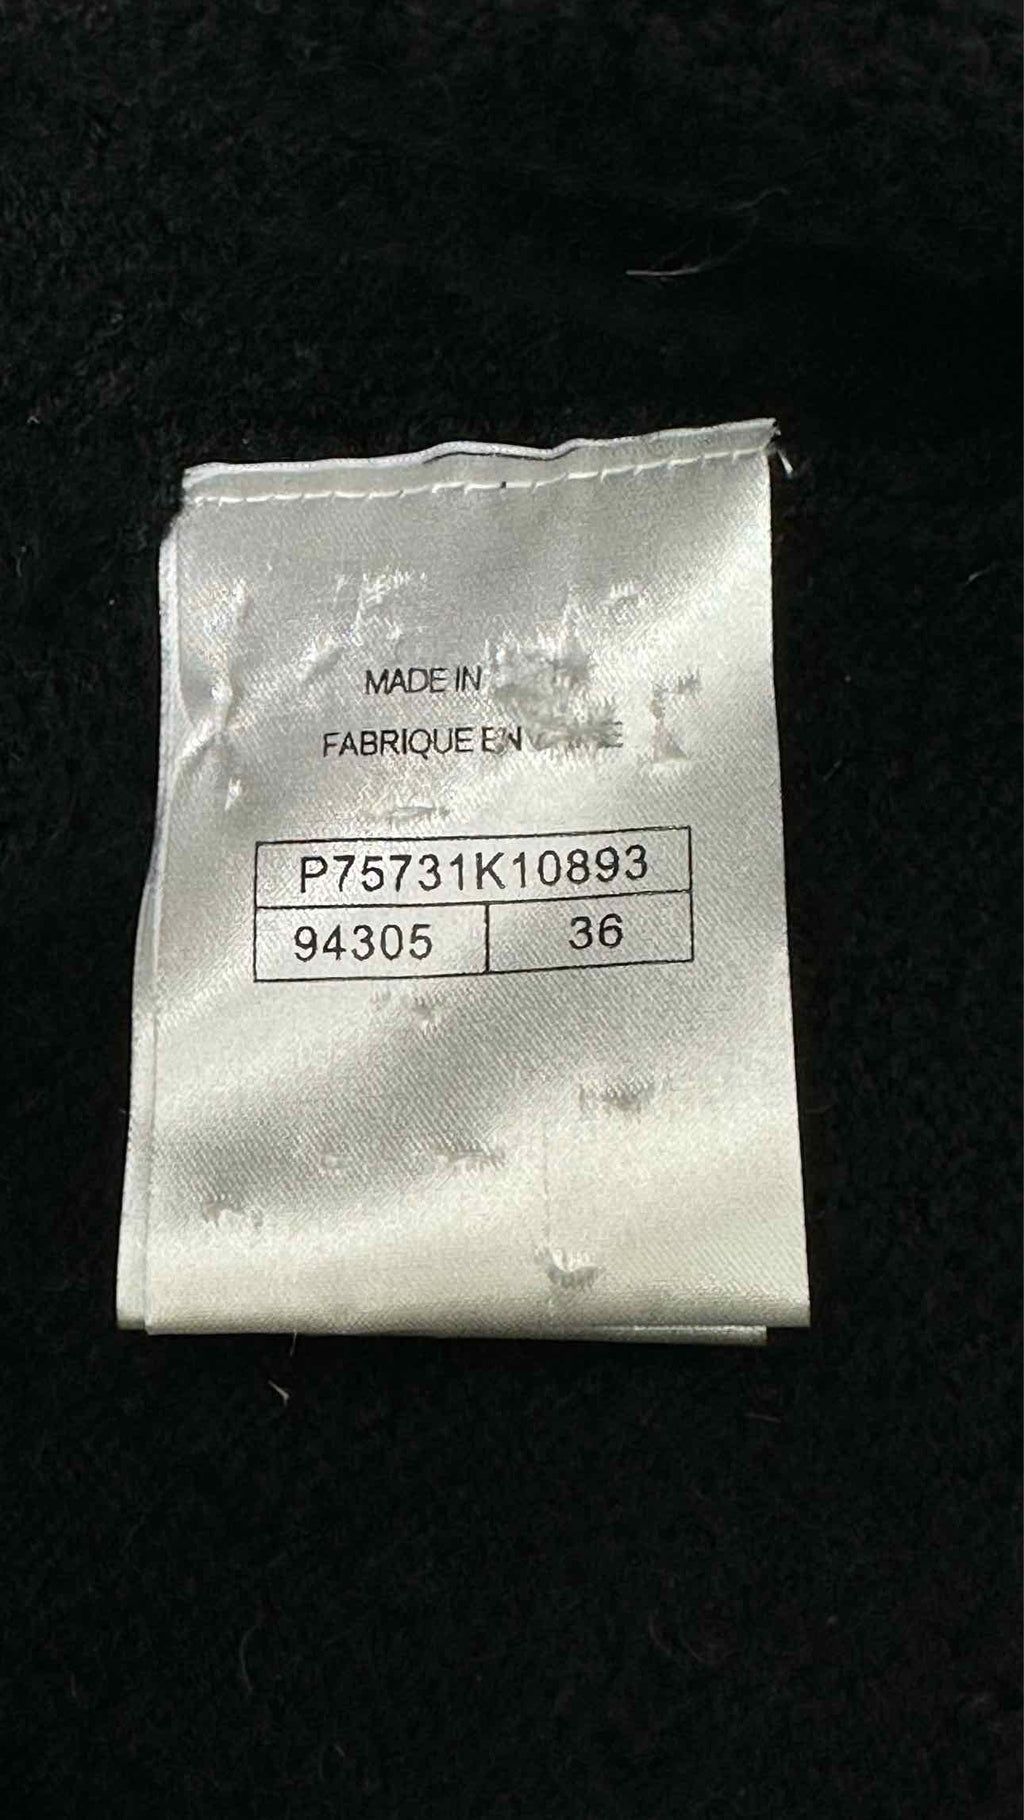 MADE IN
FABRIQUE EN
P75731K10893
94305 36